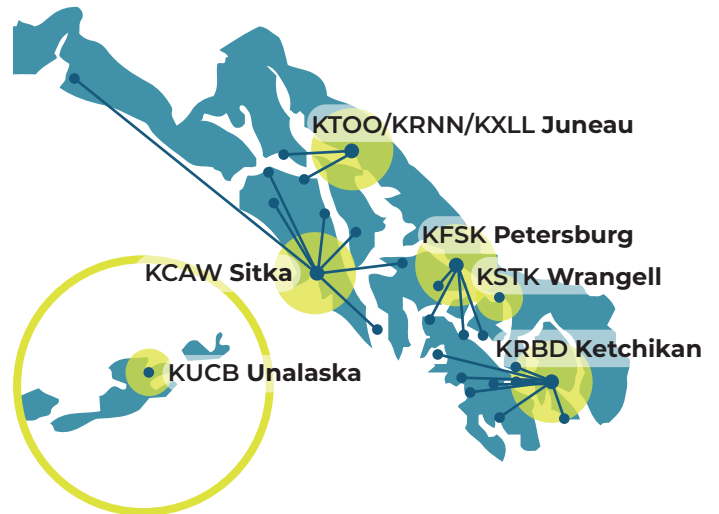 KTOO/KRNN/KXLL Juneau
KFSK Petersburg
KCAW Sitka
KSTK Wrangell
KRBD Ketchikan
KUCB Unalaska